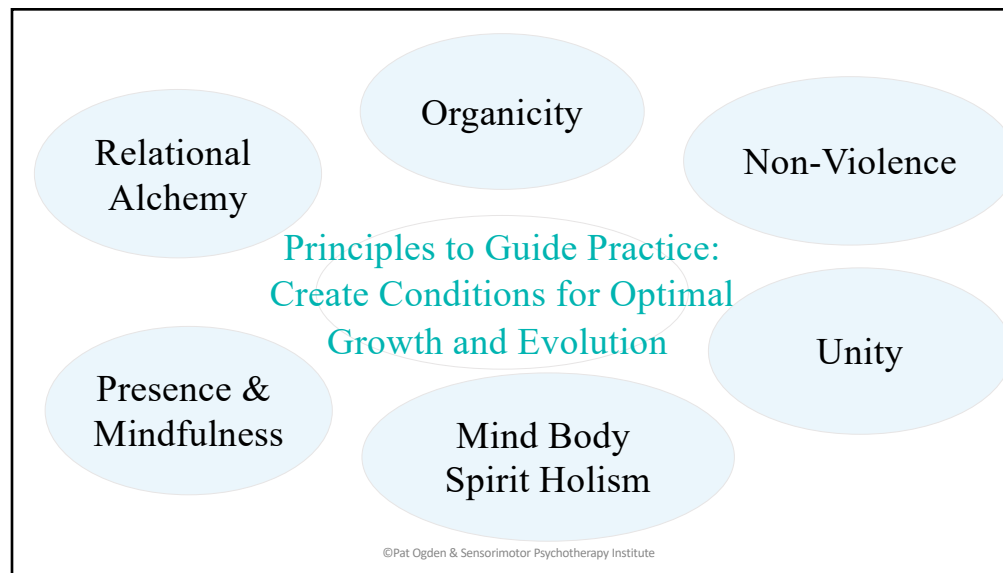 Organicity
Relational
Alchemy
Non-Violence
Principles to Guide Practice:
Create Conditions for Optimal
Growth and Evolution
Unity
Presence &
Mindfulness
Mind Body
Spirit Holism
©Pat Ogden & Sensorimotor Psychotherapy Institute